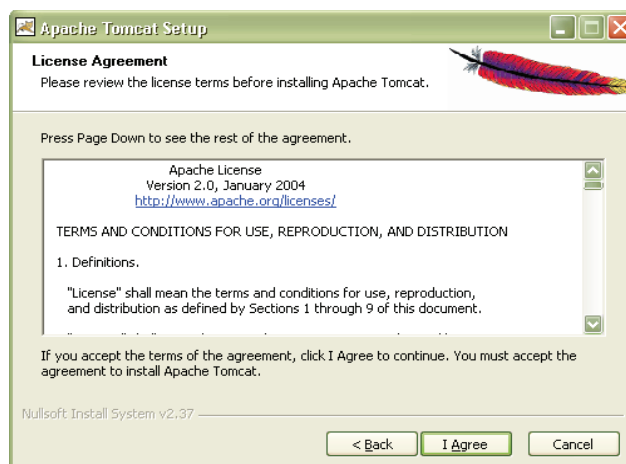 Apache Tomcat Setup
License Agreement
Please review the license terms before installing Apache Tomcat.
Press Page Down to see the rest of the agreement.
Apache License
Version 2.0, January 2004
http://www.apache.org/licenses/
TERMS AND CONDITIONS FOR USE, REPRODUCTION, AND DISTRIBUTION
1. Definitions.
"License" shall mean the terms and conditions for use, reproduction,
and distribution as defined by Sections 1 through 9 of this document.
If you accept the terms of the agreement, click I Agree to continue. You must accept the
agreement to install Apache Tomcat.
Nullsoft Install System v2.37
< Back I Agree Cancel